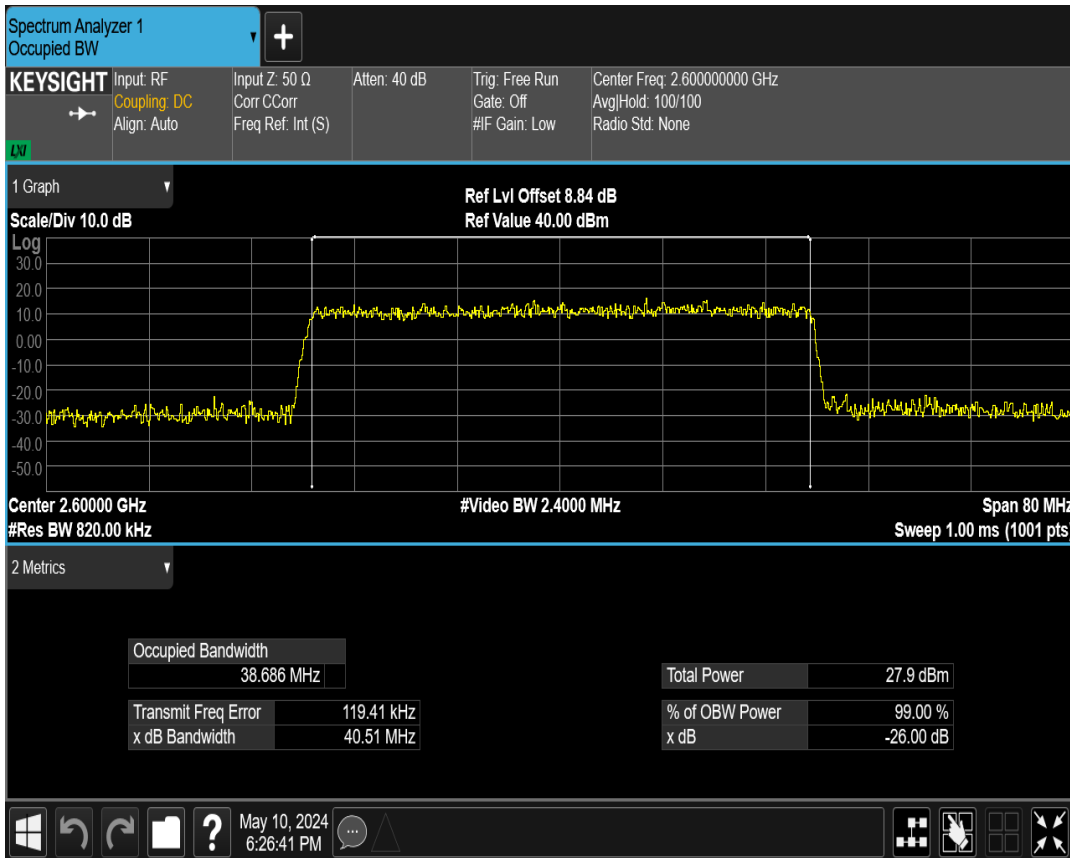 Spectrum Analyzer 1
Occupied BW
+
KEYSIGHT
LXI
Input: RF
Coupling: DC
Align: Auto
Input Z: 50 Ω
Corr CCorr
Freq Ref: Int (S)
Atten: 40 dB
Trig: Free Run
Gate: Off
#IF Gain: Low
Center Freq: 2.600000000 GHz
Avg|Hold: 100/100
Radio Std: None
1 Graph
Scale/Div 10.0 dB
Ref Lvl Offset 8.84 dB
Ref Value 40.00 dBm
Log
30.0
20.0
10.0
0.00
-10.0
-20.0
-30.0
-40.0
-50.0
Center 2.60000 GHz
#Video BW 2.4000 MHz
Span 80 MHz
#Res BW 820.00 kHz
Sweep 1.00 ms (1001 pts)
2 Metrics
Occupied Bandwidth
38.686 MHz
Total Power 27.9 dBm
Transmit Freq Error 119.41 kHz
% of OBW Power 99.00 %
x dB Bandwidth 40.51 MHz
x dB -26.00 dB
?
May 10, 2024
6:26:41 PM